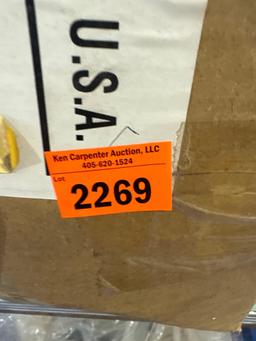 U.S.A.
Ken Carpenter Auction, LLC
405-620-1524
Lot
2269